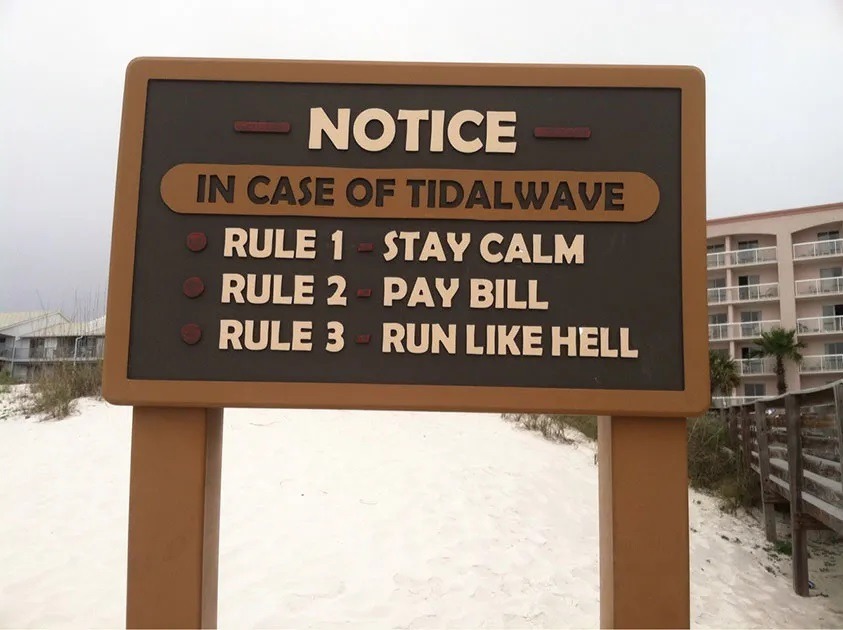 NOTICE
IN CASE OF TIDALWAVE
RULE 1 - STAY CALM
RULE 2 - PAY BILL
RULE 3 - RUN LIKE HELL